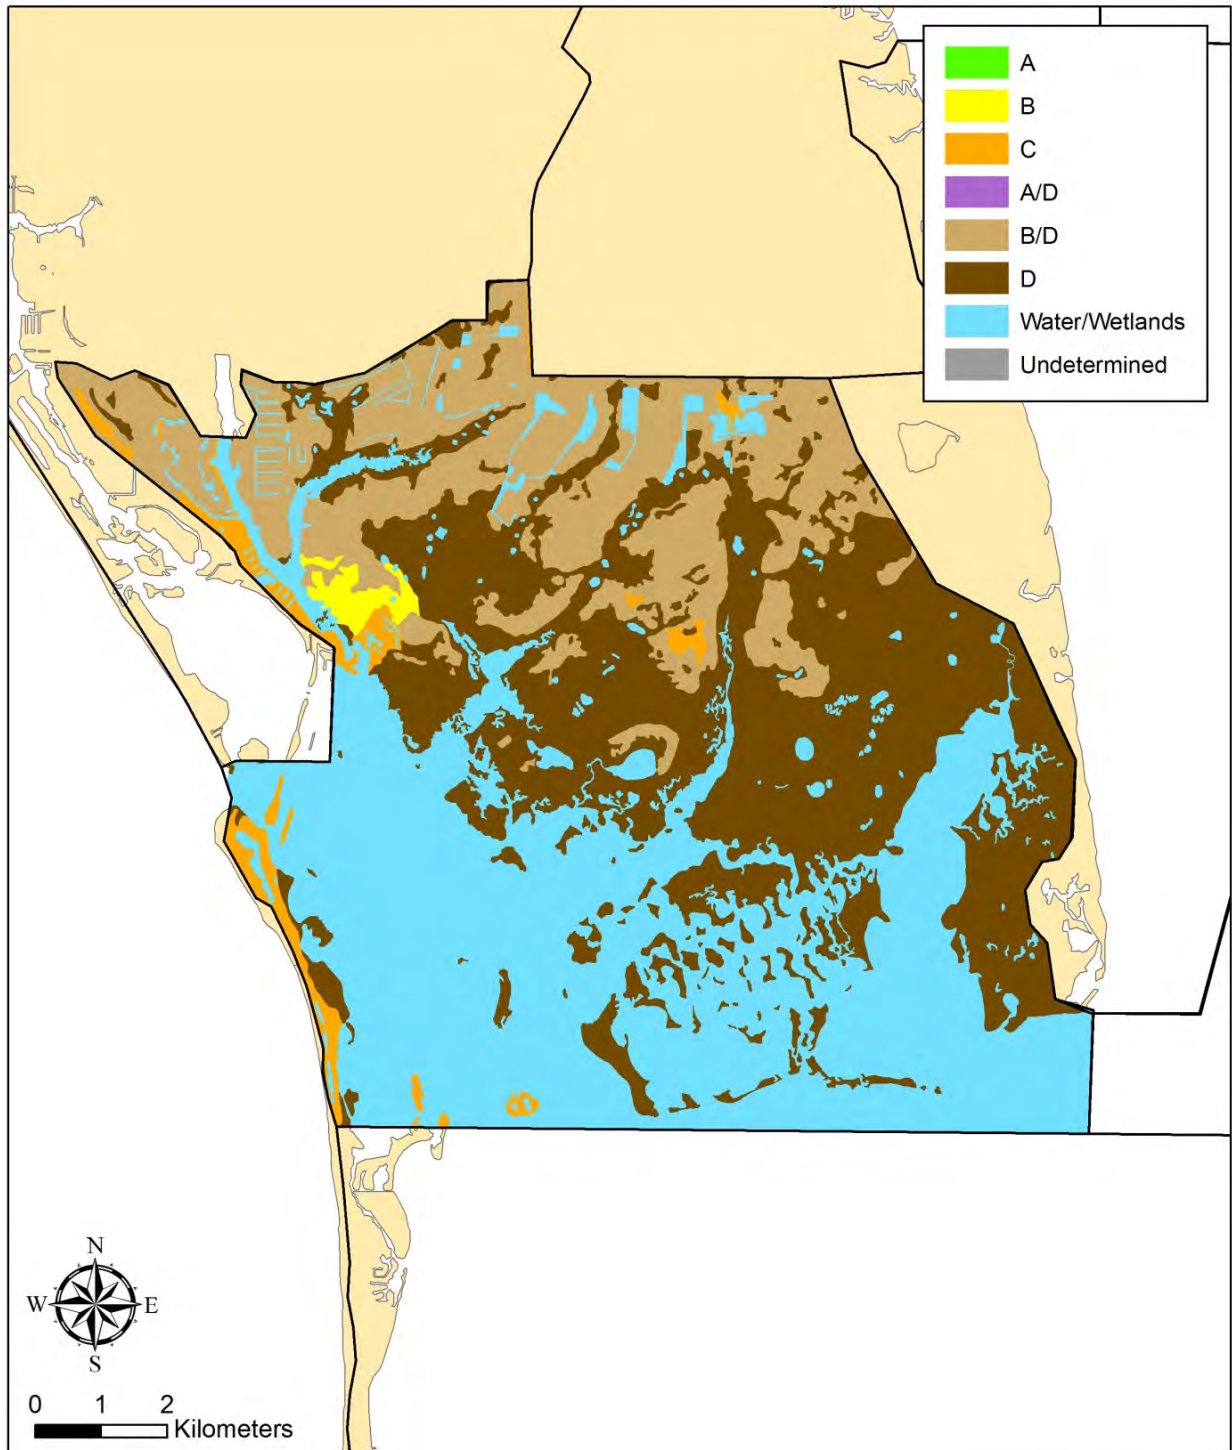 A
B
C
A/D
B/D
D
Water/Wetlands
Undetermined
N
W E
S
0 1 2
Kilometers